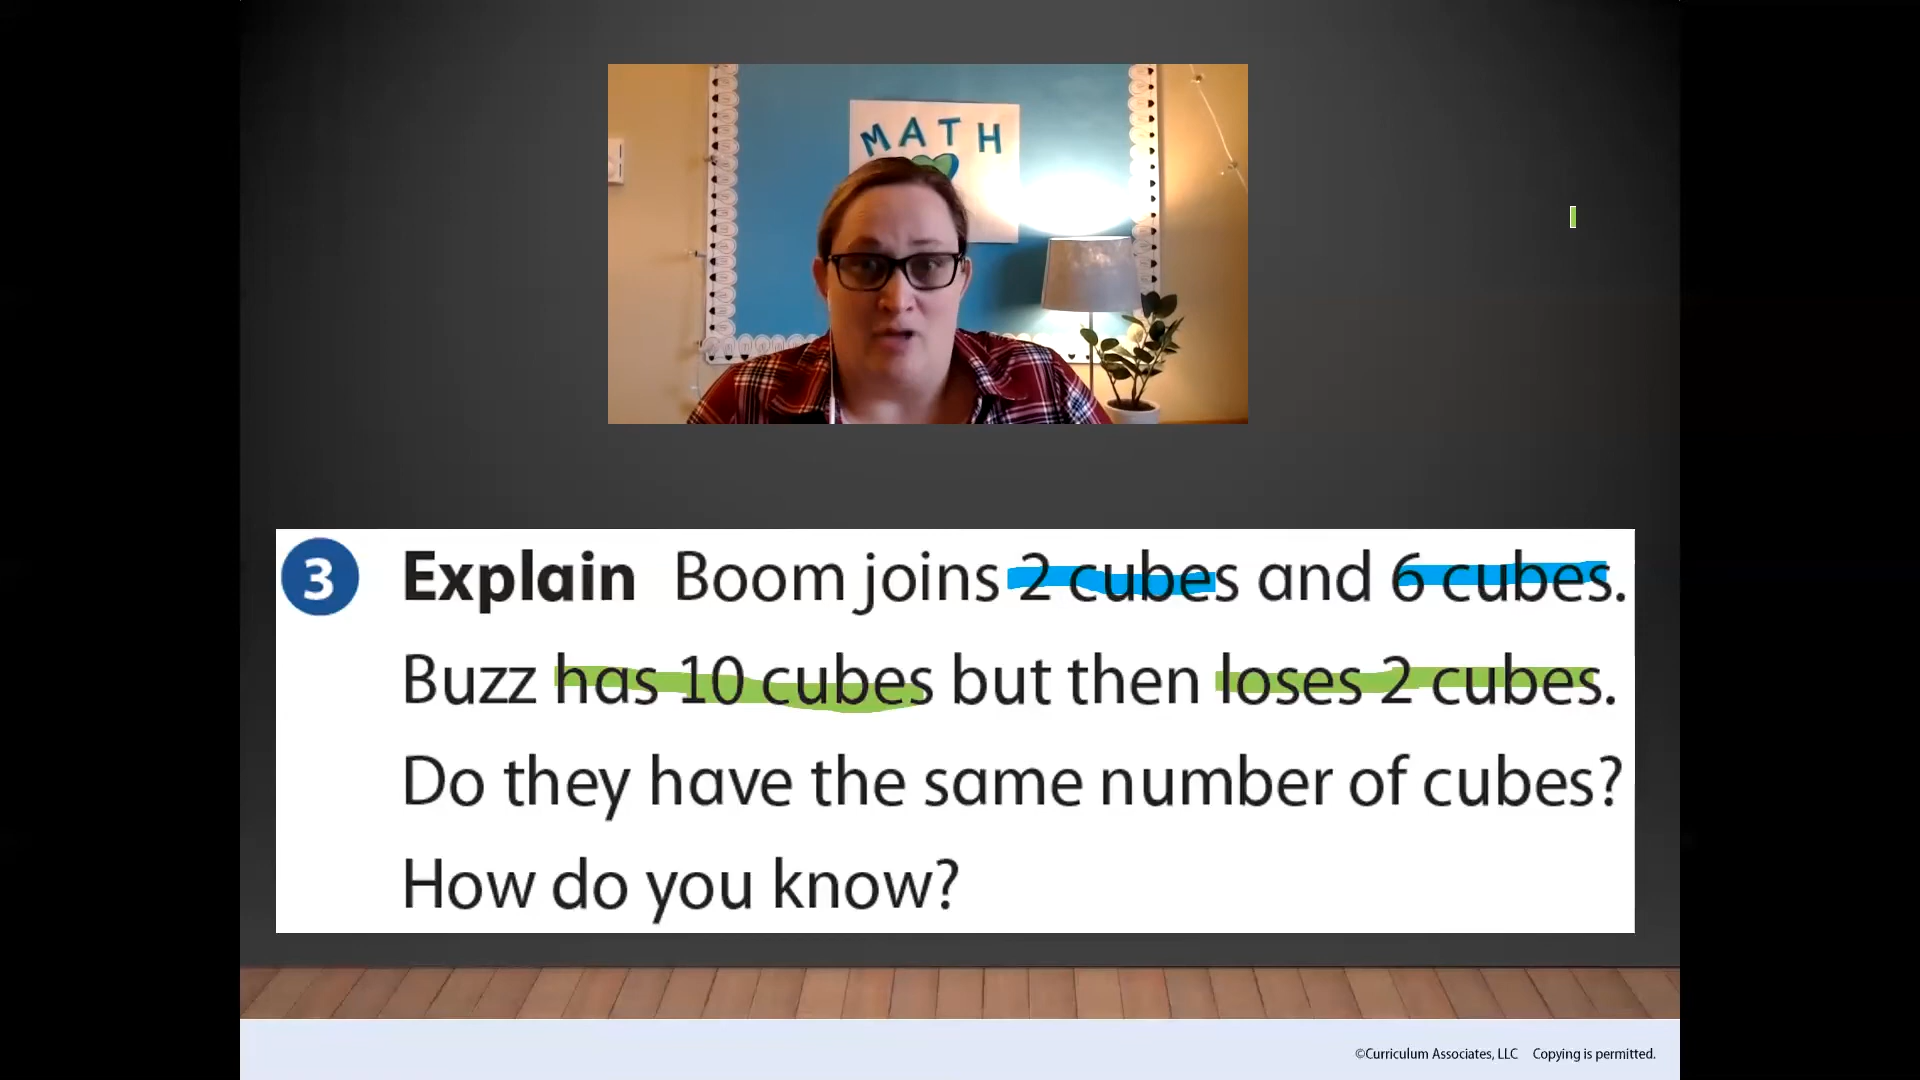 MATH
3 Explain Boom joins 2 cubes and 6 cubes.
Buzz has 10 cubes but then loses 2 cubes.
Do they have the same number of cubes?
How do you know?
©Curriculum Associates, LLC Copying is permitted.